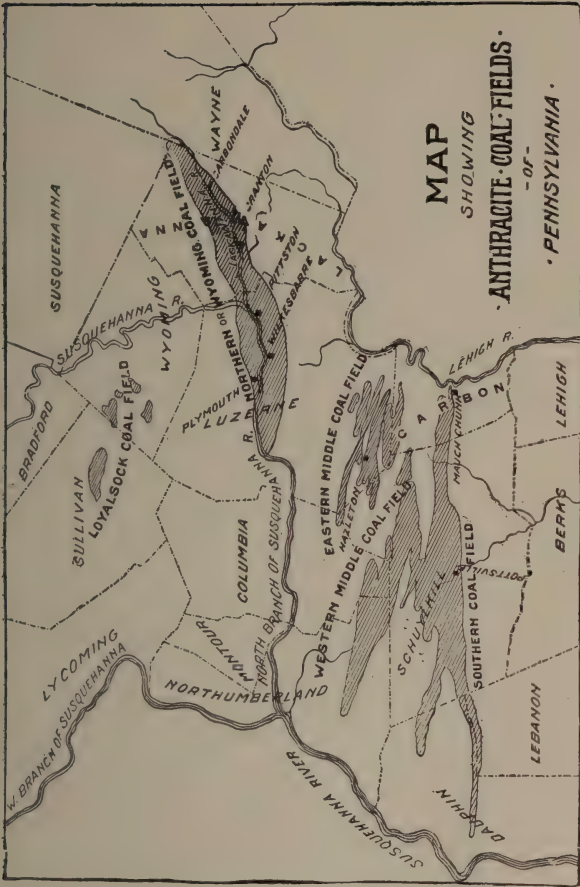 MAP
SHOWING
·ANTHRACITE·COAL·FIELDS·
-OF-
·PENNSYLVANIA·
SUSQUEHANNA
WAYNE
CARBONDALE
SCRANTON
LACKAWANNA
PITTSTON
WILKESBARRE
PLYMOUTH
NORTHERN OR WYOMING COAL FIELD
LUZERNE
WYOMING
SUSQUEHANNA R.
BRADFORD
SULLIVAN
LOYALSOCK COAL FIELD
LYCOMING
W. BRANCH OF SUSQUEHANNA
COLUMBIA
MONTOUR
NORTH BRANCH OF SUSQUEHANNA R.
NORTHUMBERLAND
SUSQUEHANNA RIVER
EASTERN MIDDLE COAL FIELD
HAZLETON
WESTERN MIDDLE COAL FIELD
SCHUYLKILL
SOUTHERN COAL FIELD
POTTSVILLE
MAUCH CHUNK
CARBON
LEHIGH R.
LEHIGH
BERKS
LEBANON
DAUPHIN